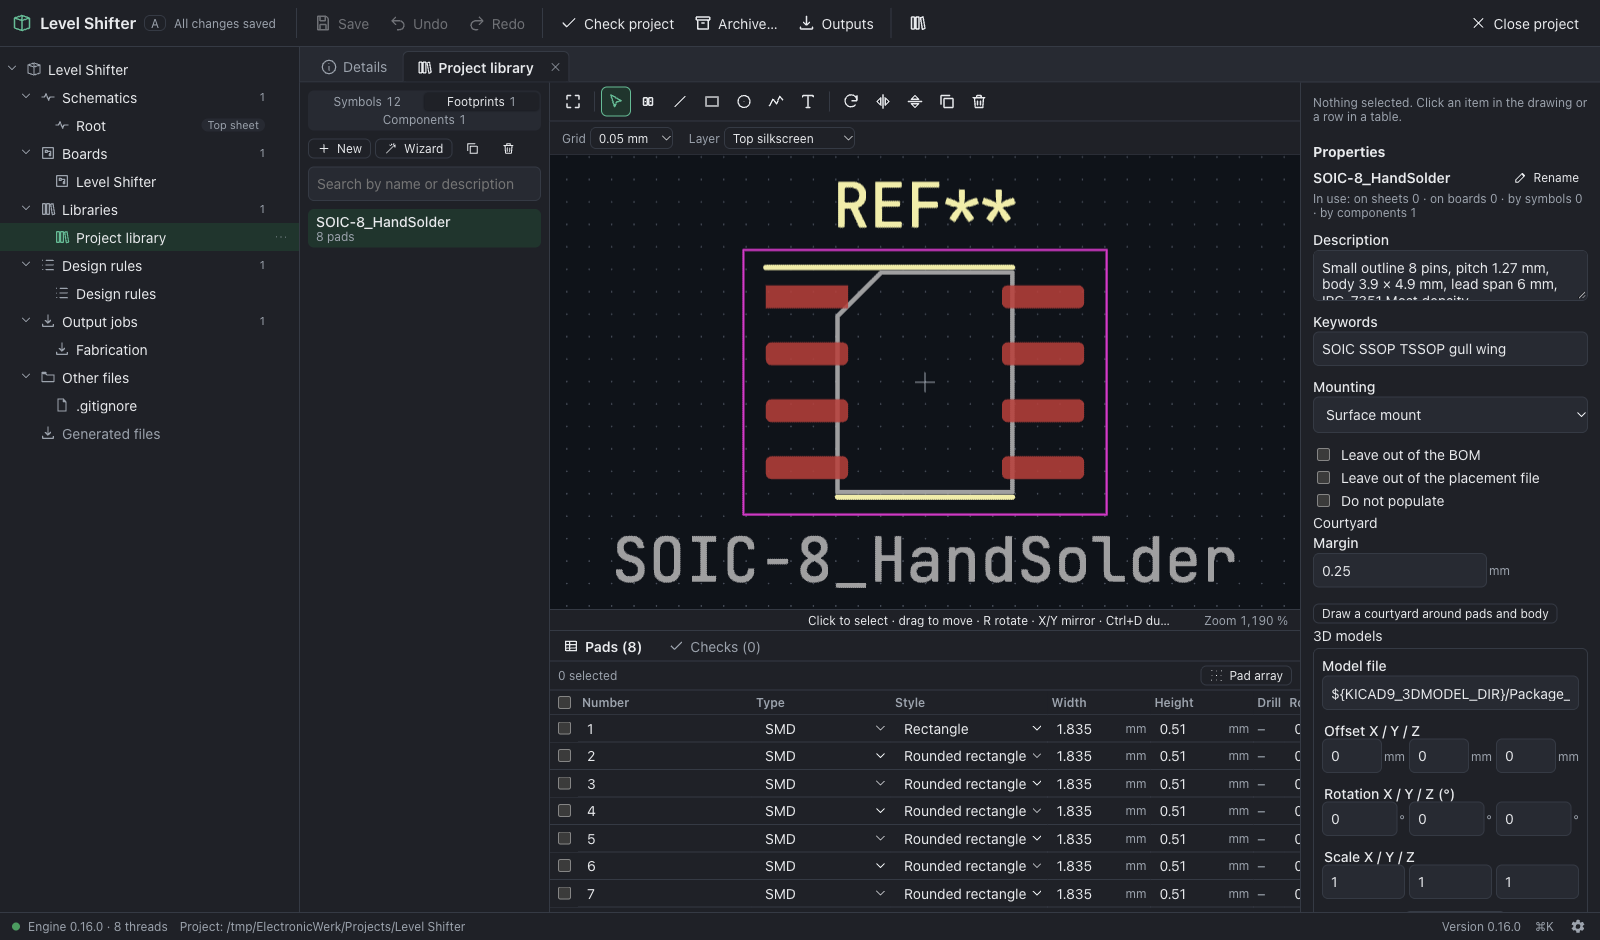 Level Shifter A All changes saved Save Undo Redo Check project Archive... Outputs Close project
Level Shifter
Schematics 1
Root Top sheet
Boards 1
Level Shifter
Libraries 1
Project library ...
Design rules 1
Design rules
Output jobs 1
Fabrication
Other files
.gitignore
Generated files
Details Project library
Symbols 12 Footprints 1
Components 1
New Wizard
Search by name or description
SOIC-8_HandSolder
8 pads
Grid 0.05 mm Layer Top silkscreen
REF**
SOIC-8_HandSolder
Click to select · drag to move · R rotate · X/Y mirror · Ctrl+D du... Zoom 1,190 %
Pads (8) Checks (0)
0 selected Pad array
Number Type Style Width Height Drill
1 SMD Rectangle 1.835 mm 0.51 mm –
2 SMD Rounded rectangle 1.835 mm 0.51 mm –
3 SMD Rounded rectangle 1.835 mm 0.51 mm –
4 SMD Rounded rectangle 1.835 mm 0.51 mm –
5 SMD Rounded rectangle 1.835 mm 0.51 mm –
6 SMD Rounded rectangle 1.835 mm 0.51 mm –
7 SMD Rounded rectangle 1.835 mm 0.51 mm –
Nothing selected. Click an item in the drawing or
a row in a table.
Properties
SOIC-8_HandSolder Rename
In use: on sheets 0 · on boards 0 · by symbols 0
· by components 1
Description
Small outline 8 pins, pitch 1.27 mm,
body 3.9 × 4.9 mm, lead span 6 mm,
IPC-7351 Most density
Keywords
SOIC SSOP TSSOP gull wing
Mounting
Surface mount
Leave out of the BOM
Leave out of the placement file
Do not populate
Courtyard
Margin
0.25 mm
Draw a courtyard around pads and body
3D models
Model file
${KICAD9_3DMODEL_DIR}/Package_
Offset X / Y / Z
0 mm 0 mm 0 mm
Rotation X / Y / Z (°)
0 ° 0 ° 0 °
Scale X / Y / Z
1 1 1
Engine 0.16.0 · 8 threads Project: /tmp/ElectronicWerk/Projects/Level Shifter Version 0.16.0 ⌘K